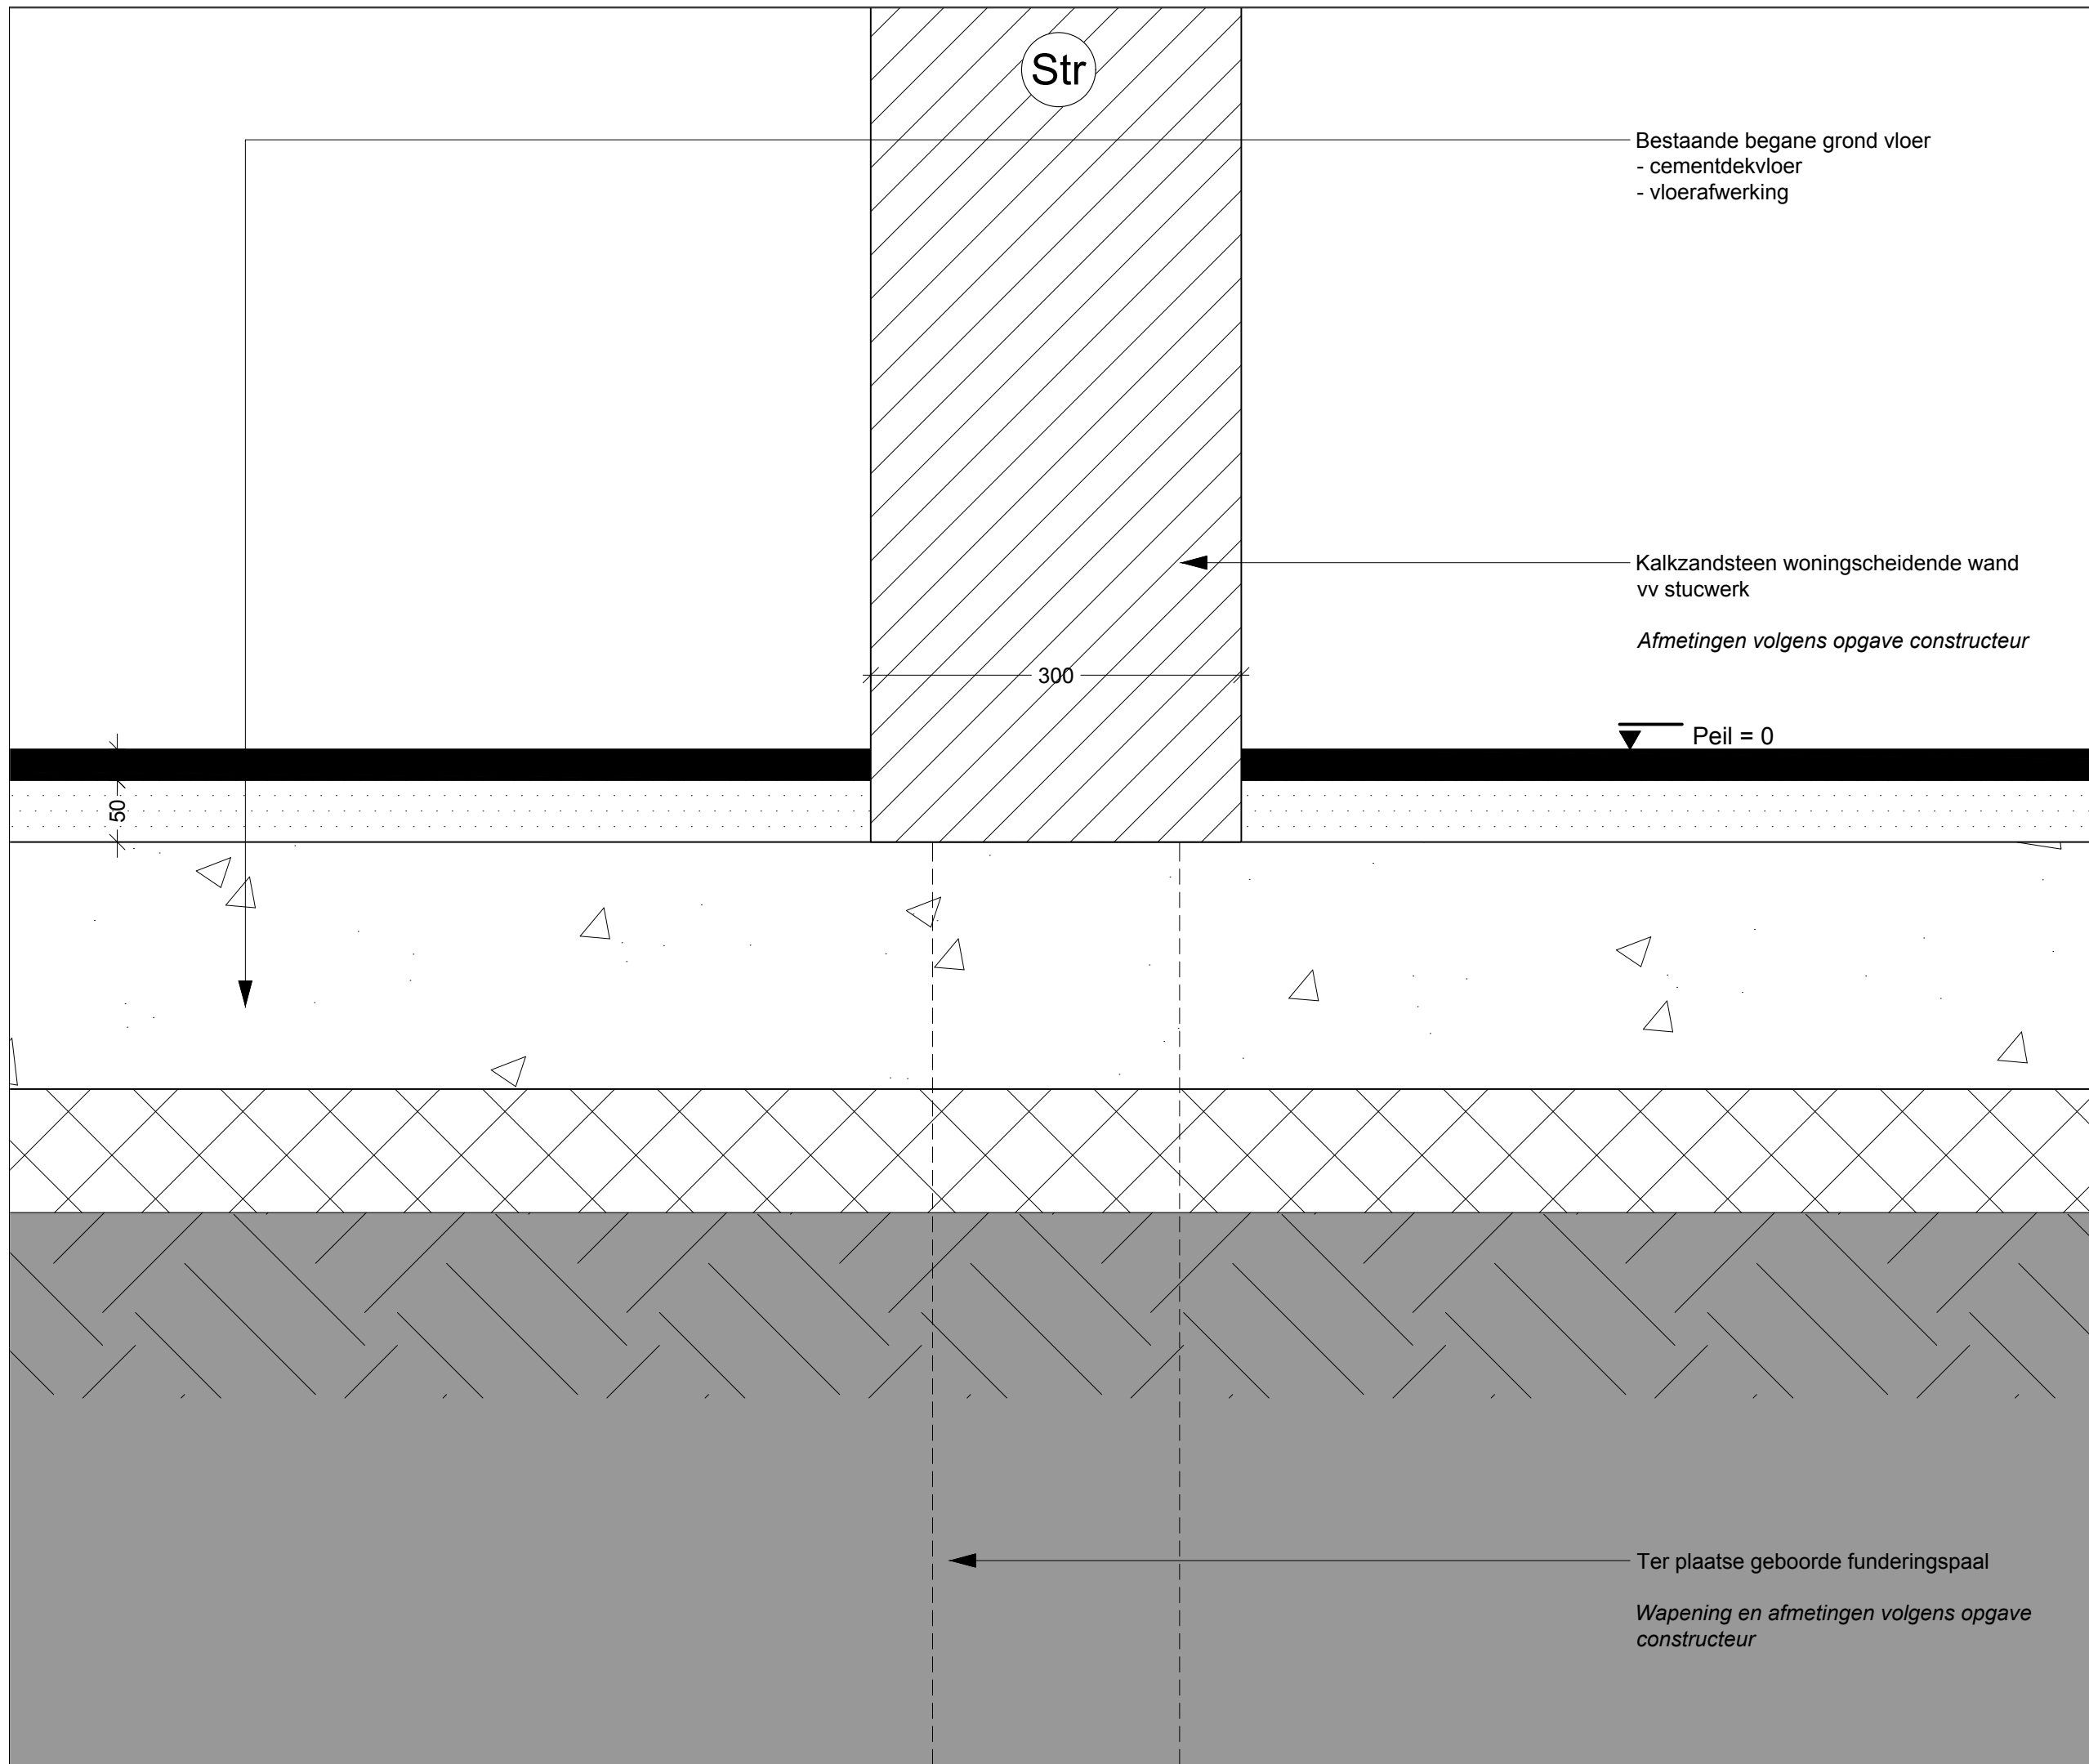 Str
Bestaande begane grond vloer
- cementdekvloer
- vloerafwerking
Kalkzandsteen woningscheidende wand
vv stucwerk
Afmetingen volgens opgave constructeur
300
Peil = 0
50
Ter plaatse geboorde funderingspaal
Wapening en afmetingen volgens opgave
constructeur